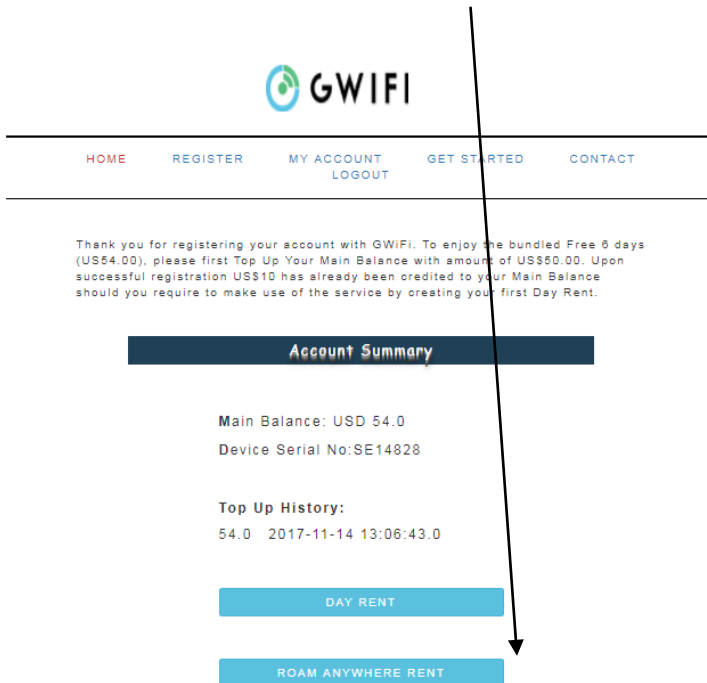 GWIFI
HOME REGISTER MY ACCOUNT GET STARTED CONTACT
LOGOUT
Thank you for registering your account with GWiFi. To enjoy the bundled Free 6 days
(US54.00), please first Top Up Your Main Balance with amount of US$50.00. Upon
successful registration US$10 has already been credited to your Main Balance
should you require to make use of the service by creating your first Day Rent.
Account Summary
Main Balance: USD 54.0
Device Serial No:SE14828
Top Up History:
54.0 2017-11-14 13:06:43.0
DAY RENT
ROAM ANYWHERE RENT